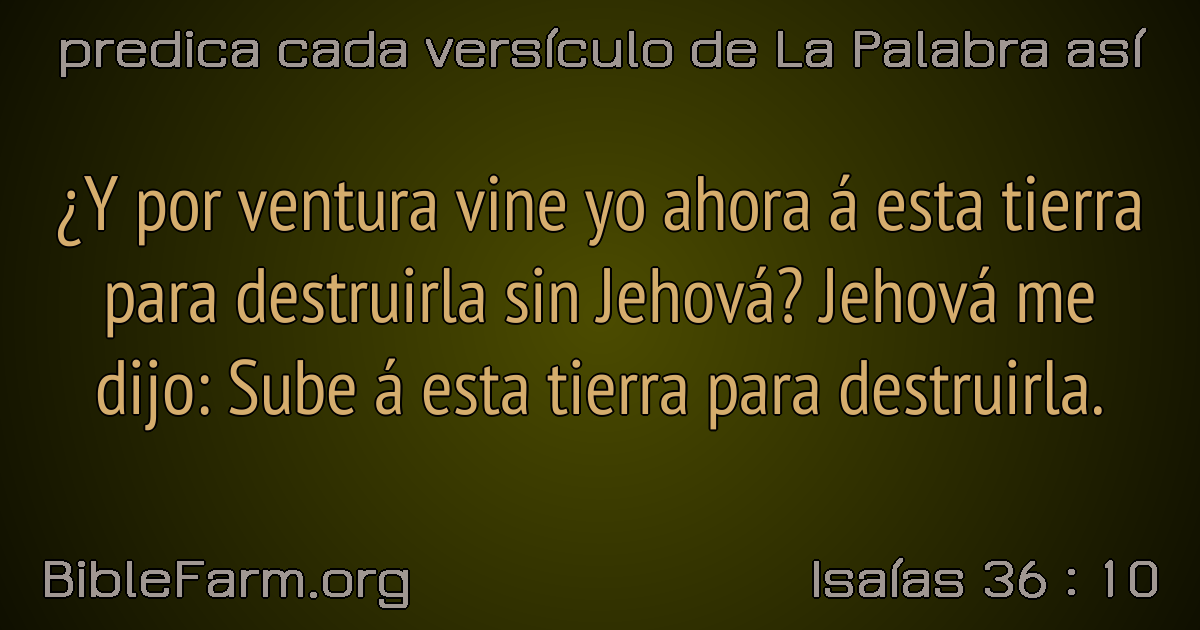 predica cada versículo de La Palabra así
¿Y por ventura vine yo ahora á esta tierra
para destruirla sin Jehová? Jehová me
dijo: Sube á esta tierra para destruirla.
BibleFarm.org
Isaías 36 : 10